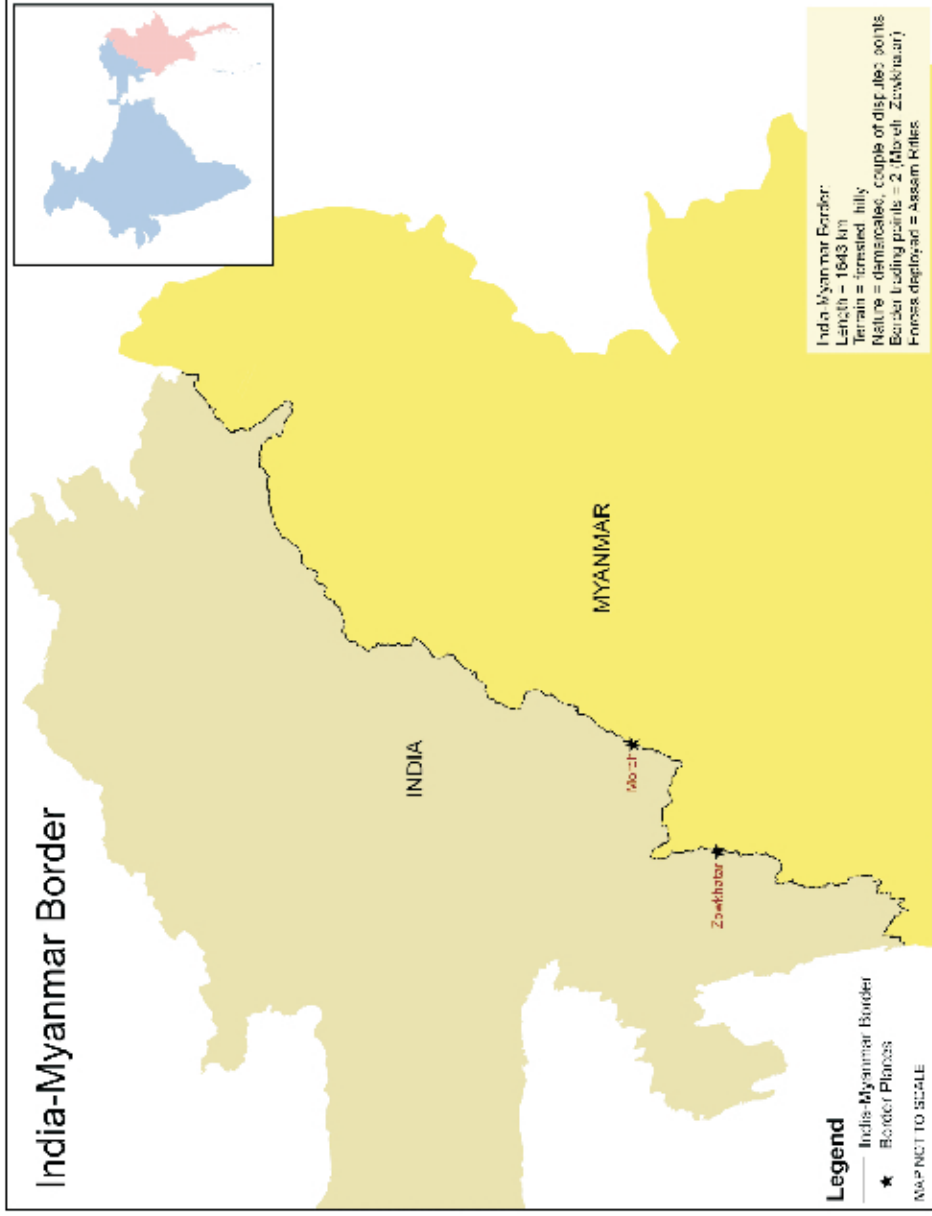 India-Myanmar Border
INDIA
MYANMAR
Moreh
Zowkhatar
India-Myanmar Border:
Length = 1643 km
Terrain = forested, hilly
Nature = demarcated, couple of disputed points
Border trading points = 2 (Moreh, Zowkhatar)
Forces deployed = Assam Rifles
Legend
India-Myanmar Border
Border Places
MAP NOT TO SCALE